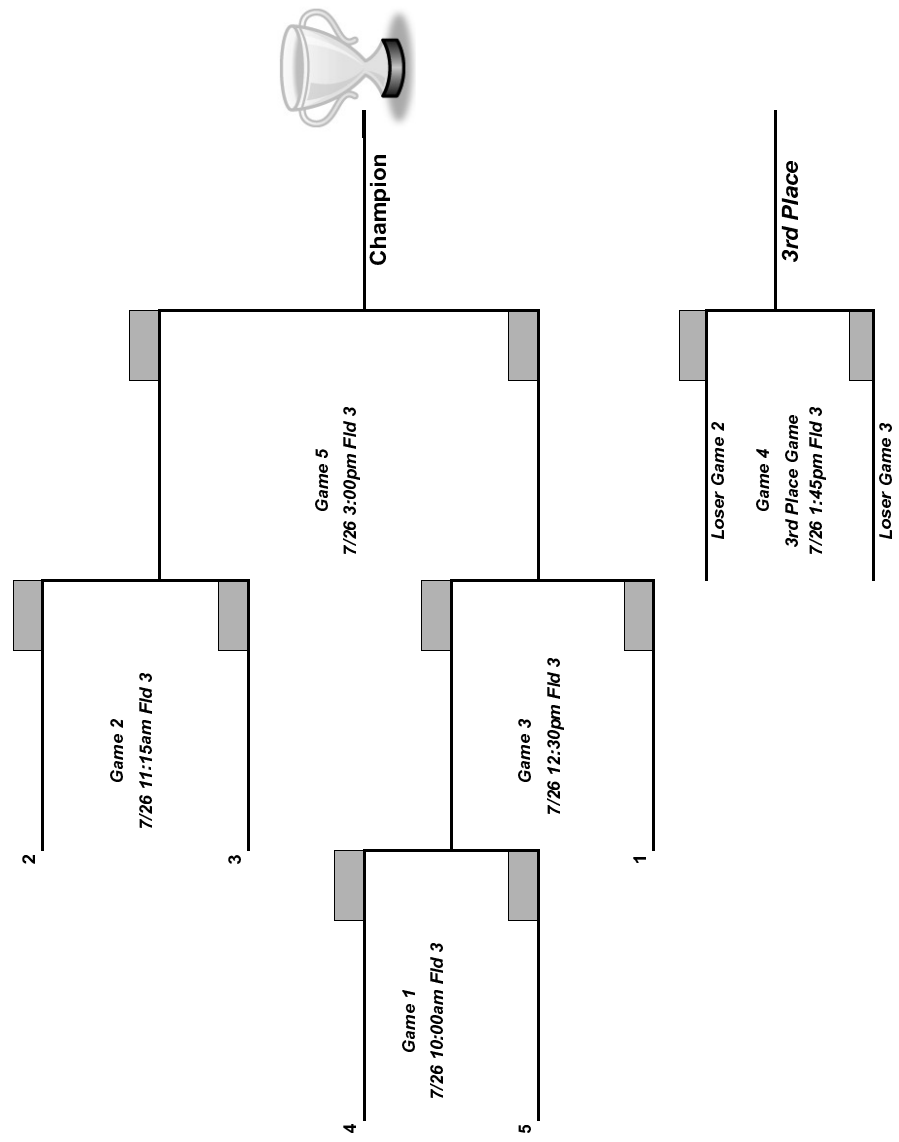 2
Game 2
7/26 11:15am Fld 3
3
4
Game 1
7/26 10:00am Fld 3
5
Game 3
7/26 12:30pm Fld 3
1
Game 5
7/26 3:00pm Fld 3
Champion
Loser Game 2
Game 4
3rd Place Game
7/26 1:45pm Fld 3
Loser Game 3
3rd Place